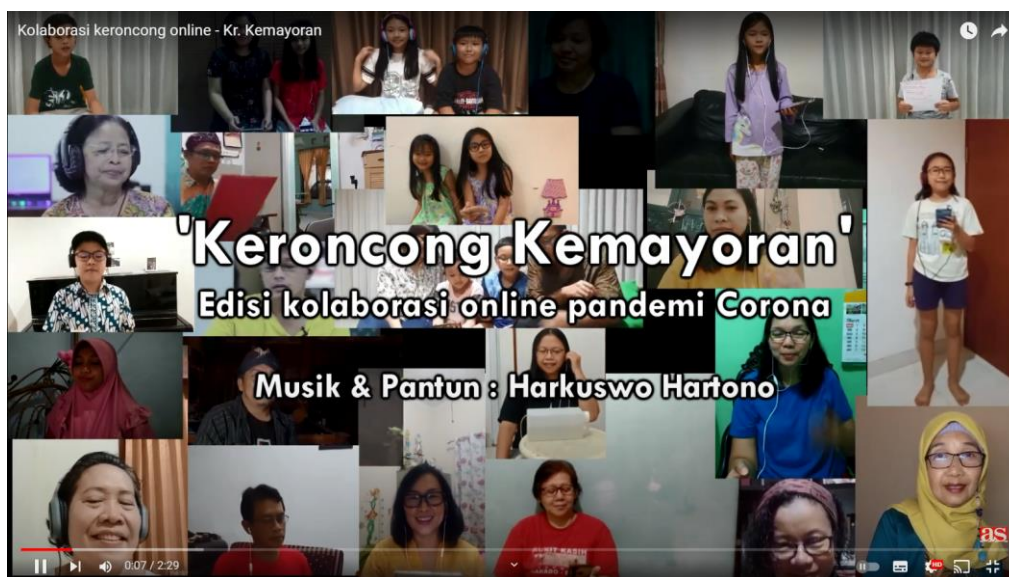 Kolaborasi keroncong online - Kr. Kemayoran
'Keroncong Kemayoran'
Edisi kolaborasi online pandemi Corona
Musik & Pantun : Harkuswo Hartono
as
0:07 / 2:29
HD